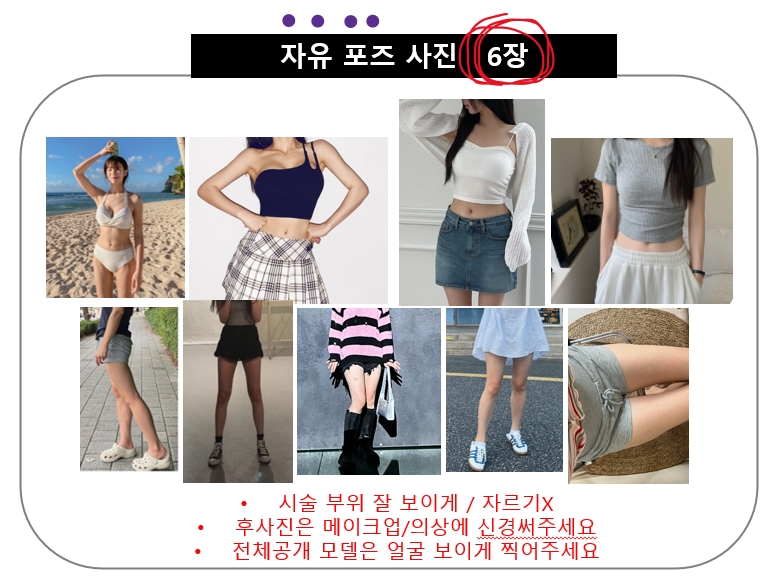 자유 포즈 사진 6장
• 시술 부위 잘 보이게 / 자르기X
• 후사진은 메이크업/의상에 신경써주세요
• 전체공개 모델은 얼굴 보이게 찍어주세요